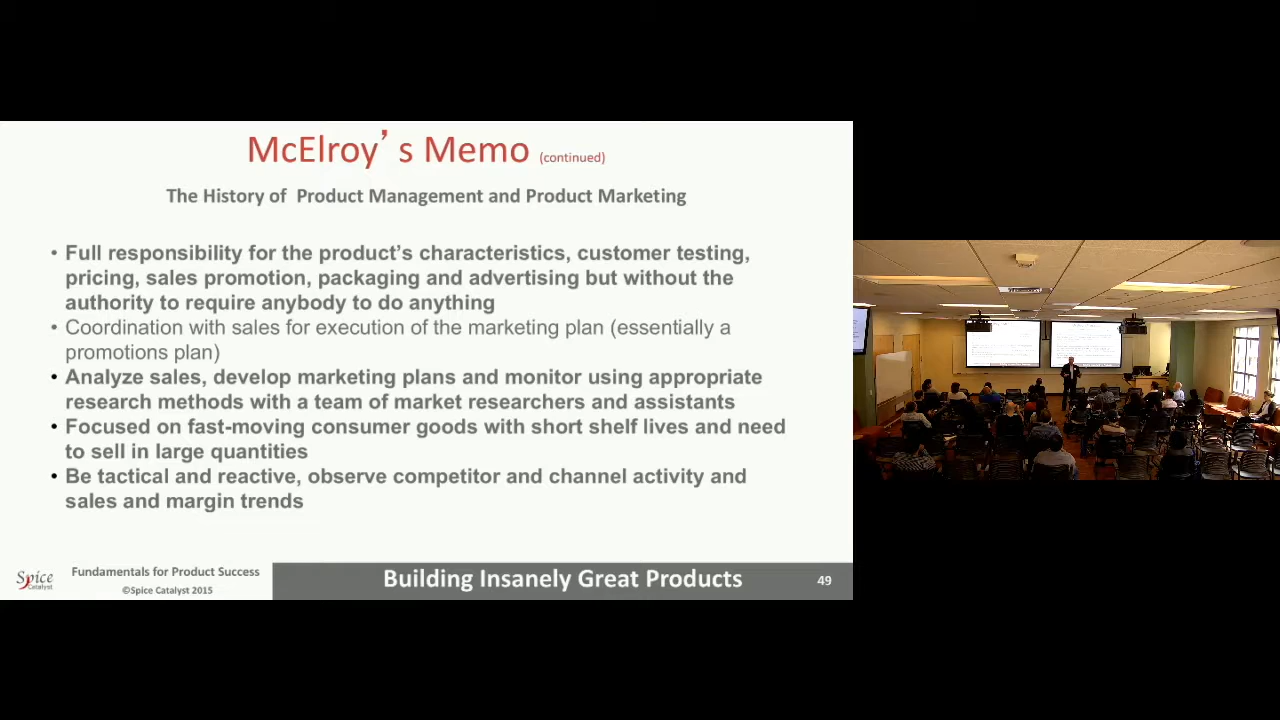 McElroy’s Memo (continued)
The History of Product Management and Product Marketing
• Full responsibility for the product’s characteristics, customer testing,
pricing, sales promotion, packaging and advertising but without the
authority to require anybody to do anything
• Coordination with sales for execution of the marketing plan (essentially a
promotions plan)
• Analyze sales, develop marketing plans and monitor using appropriate
research methods with a team of market researchers and assistants
• Focused on fast-moving consumer goods with short shelf lives and need
to sell in large quantities
• Be tactical and reactive, observe competitor and channel activity and
sales and margin trends
Spice
Catalyst
Fundamentals for Product Success
©Spice Catalyst 2015
Building Insanely Great Products
49